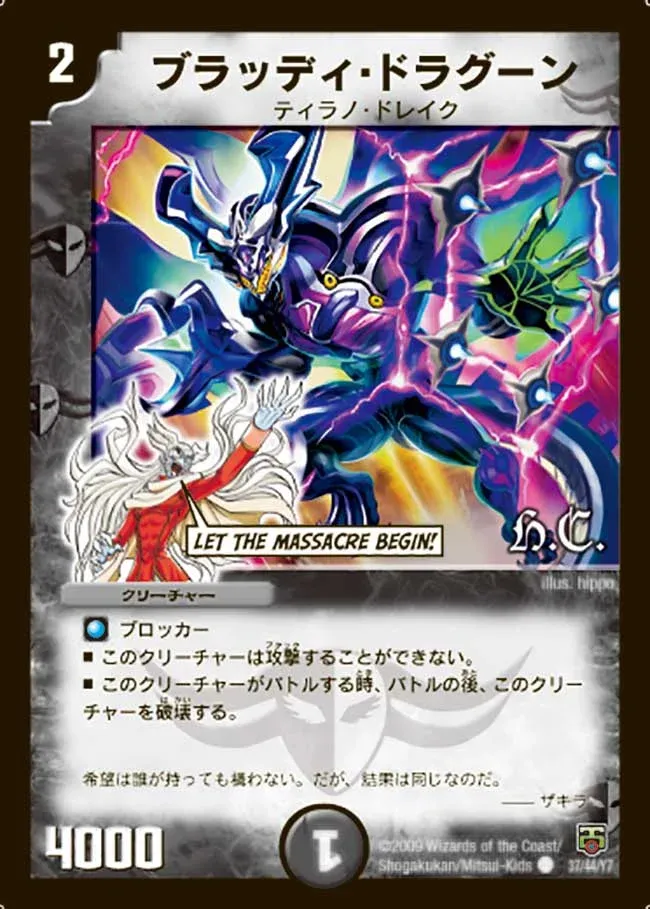 2
ブラッディ・ドラグーン
ティラノ・ドレイク
LET THE MASSACRE BEGIN!
H.C.
illus. hippo
クリーチャー
ブロッカー
■ このクリーチャーは攻撃することができない。
■ このクリーチャーがバトルする時、バトルの後、このクリー
チャーを破壊する。
希望は誰が持っても構わない。だが、結果は同じなのだ。
―― ザキラ
4000
1
©2009 Wizards of the Coast/
Shogakukan/Mitsui-Kids
37/44/Y7